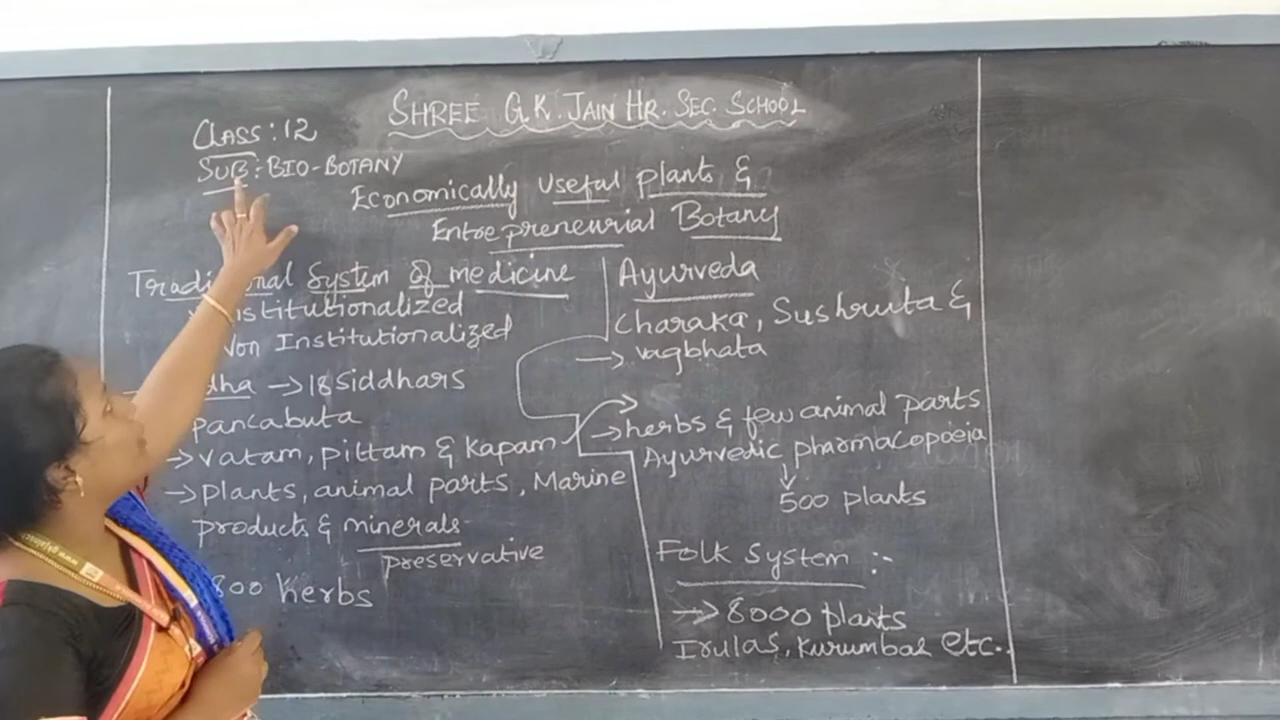 SHREE G.K. JAIN HR. SEC. SCHOOL
CLASS: 12
SUB: BIO-BOTANY
Economically useful plants &
Entrepreneurial Botany
Traditional System of medicine
Institutionalized
Non Institutionalized
→ 18 Siddhars
pancabuta
→ vatam, pittam & Kapam
→ plants, animal parts, Marine
products & minerals
preservative
800 herbs
Ayurveda
Charaka, Sushruta &
→ vagbhata
→ herbs & few animal parts
Ayurvedic pharmacopoeia
↓
500 plants
Folk System :-
→ 8000 plants
Irulas, Kurumbas etc..